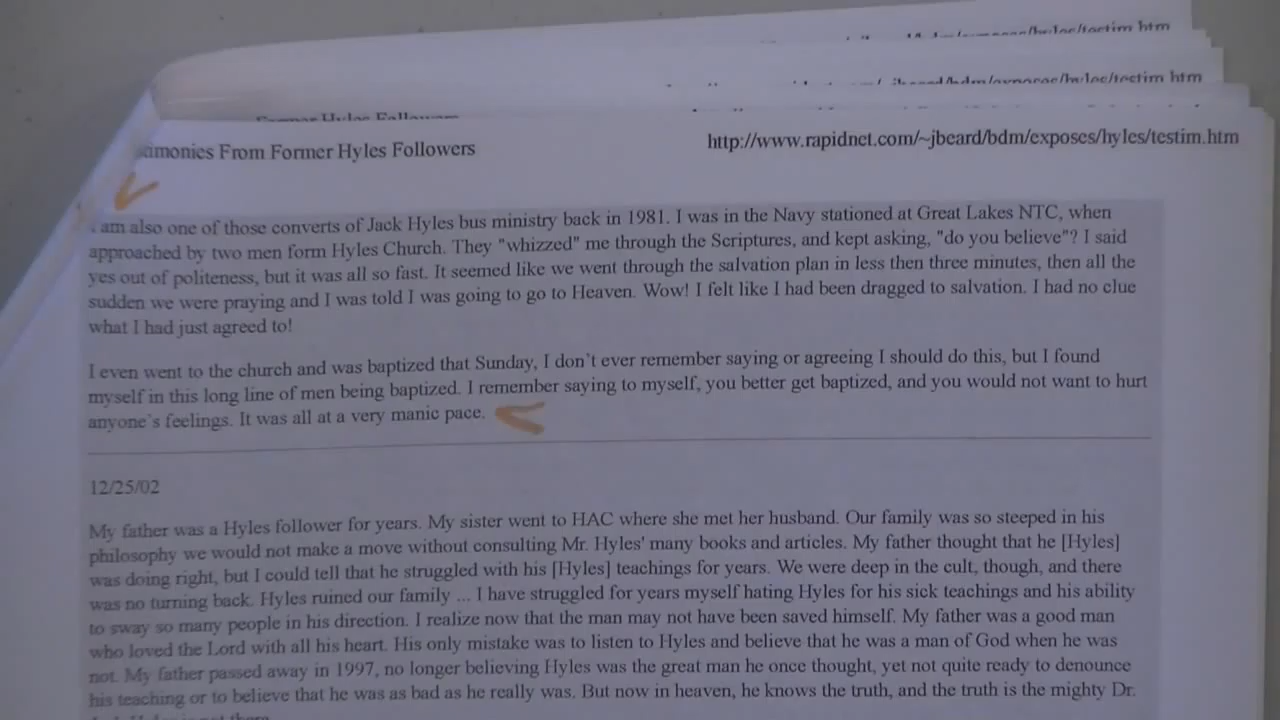 hyles/testim htm
hyles/testim htm
Hyles
From Former Hyles Followers
http://www.rapidnet.com/~jbeard/bdm/exposes/hyles/testim.htm
am also one of those converts of Jack Hyles bus ministry back in 1981. I was in the Navy stationed at Great Lakes NTC, when
approached by two men form Hyles Church. They "whizzed" me through the Scriptures, and kept asking, "do you believe"? I said
yes out of politeness, but it was all so fast. It seemed like we went through the salvation plan in less then three minutes, then all the
sudden we were praying and I was told I was going to go to Heaven. Wow! I felt like I had been dragged to salvation. I had no clue
what I had just agreed to!
I even went to the church and was baptized that Sunday, I don't ever remember saying or agreeing I should do this, but I found
myself in this long line of men being baptized. I remember saying to myself, you better get baptized, and you would not want to hurt
anyone's feelings. It was all at a very manic pace.
12/25/02
My father was a Hyles follower for years. My sister went to HAC where she met her husband. Our family was so steeped in his
philosophy we would not make a move without consulting Mr. Hyles' many books and articles. My father thought that he [Hyles]
was doing right, but I could tell that he struggled with his [Hyles] teachings for years. We were deep in the cult, though, and there
was no turning back. Hyles ruined our family ... I have struggled for years myself hating Hyles for his sick teachings and his ability
to sway so many people in his direction. I realize now that the man may not have been saved himself. My father was a good man
who loved the Lord with all his heart. His only mistake was to listen to Hyles and believe that he was a man of God when he was
not. My father passed away in 1997, no longer believing Hyles was the great man he once thought, yet not quite ready to denounce
his teaching or to believe that he was as bad as he really was. But now in heaven, he knows the truth, and the truth is the mighty Dr.